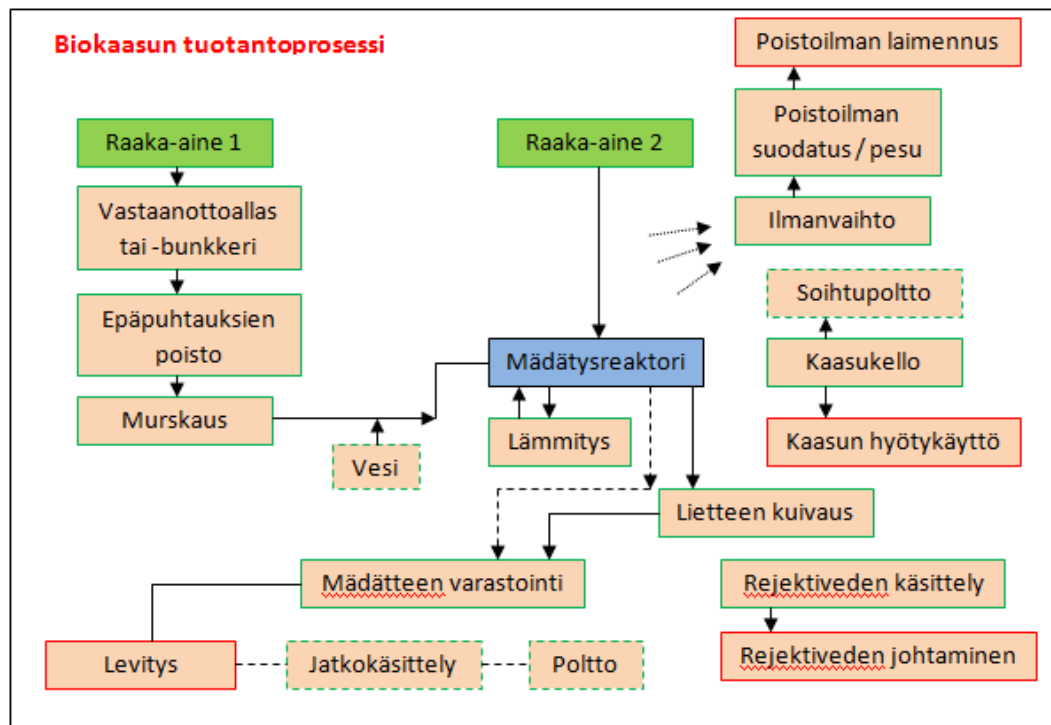 Biokaasun tuotantoprosessi
Poistoilman laimennus
Poistoilman
suodatus / pesu
Ilmanvaihto
Raaka-aine 1
Raaka-aine 2
Vastaanottoallas
tai -bunkkeri
Epäpuhtauksien
poisto
Murskaus
Vesi
Mädätysreaktori
Lämmitys
Soihtupoltto
Kaasukello
Kaasun hyötykäyttö
Lietteen kuivaus
Mädätteen varastointi
Rejektiveden käsittely
Rejektiveden johtaminen
Levitys
Jatkokäsittely
Poltto